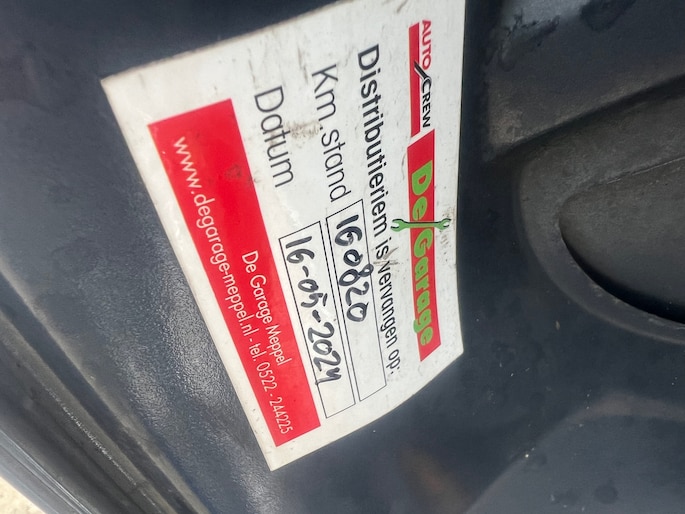 AUTO CREW De Garage
Distributieriem is vervangen op:
Km. stand 160820
Datum 16-05-2024
De Garage Meppel
www.degarage-meppel.nl - tel. 0522 - 244225